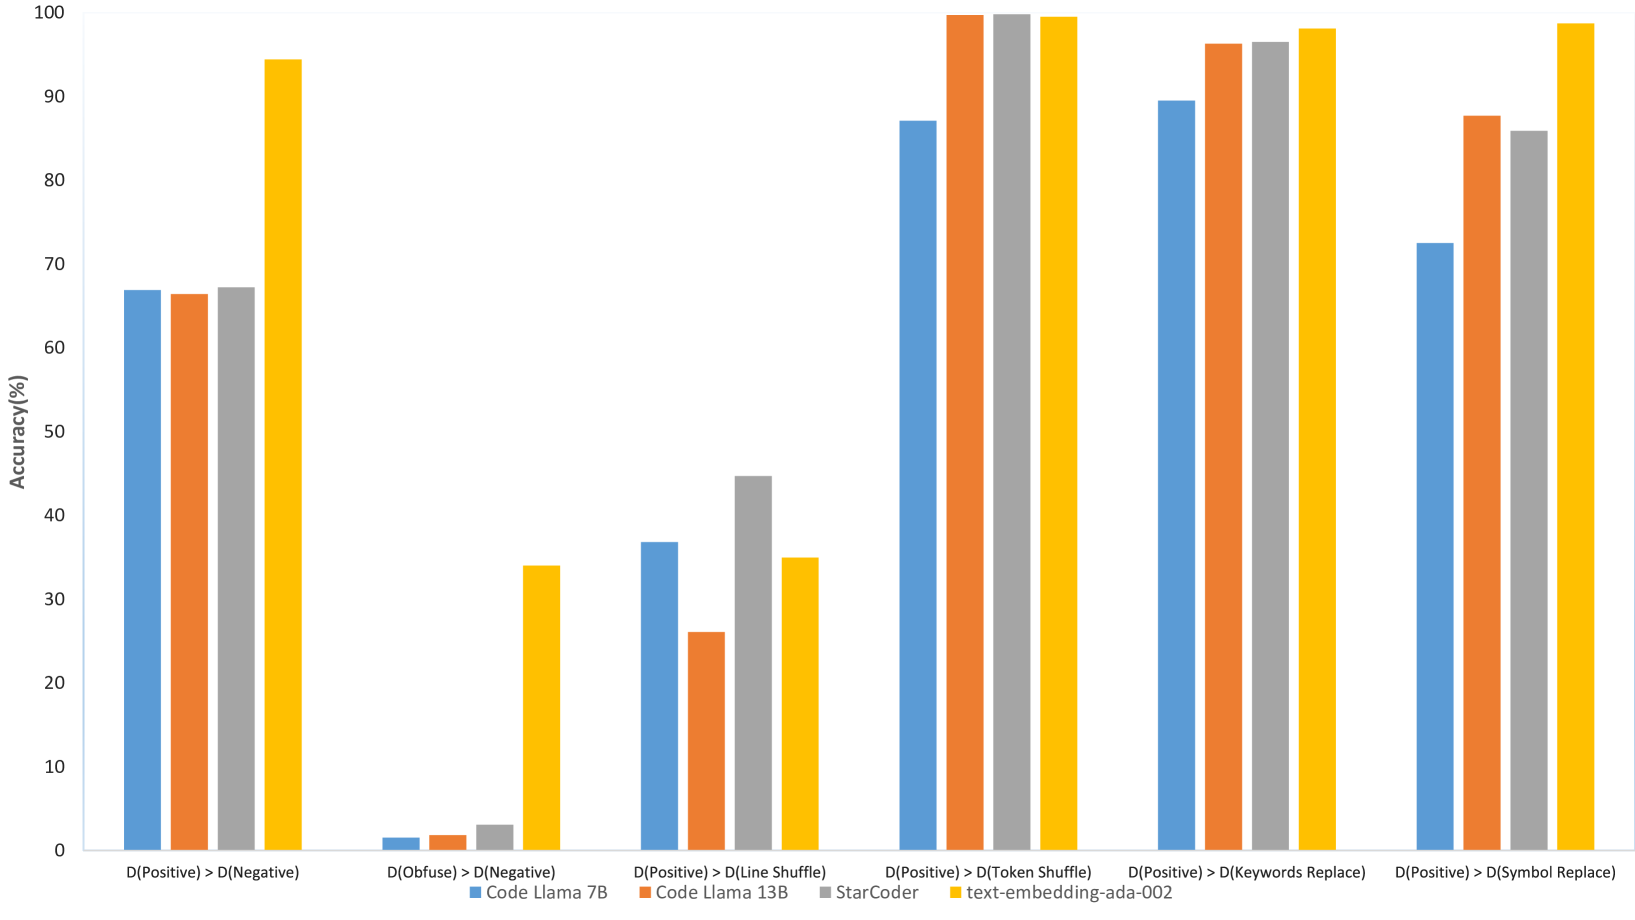 100
90
80
70
60
50
40
30
20
10
0
Accuracy(%)
D(Positive) > D(Negative)
D(Obfuse) > D(Negative)
D(Positive) > D(Line Shuffle)
D(Positive) > D(Token Shuffle)
D(Positive) > D(Keywords Replace)
D(Positive) > D(Symbol Replace)
Code Llama 7B
Code Llama 13B
StarCoder
text-embedding-ada-002